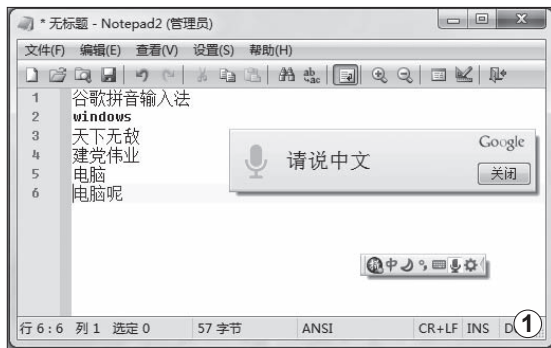 * 无标题 - Notepad2 (管理员)
文件(F) 编辑(E) 查看(V) 设置(S) 帮助(H)
1 谷歌拼音输入法
2 windows
3 天下无敌
4 建党伟业
5 电脑
6 电脑呢
Google
请说中文
关闭
中
行 6:6 列 1 选定 0 57 字节 ANSI CR+LF INS D
1